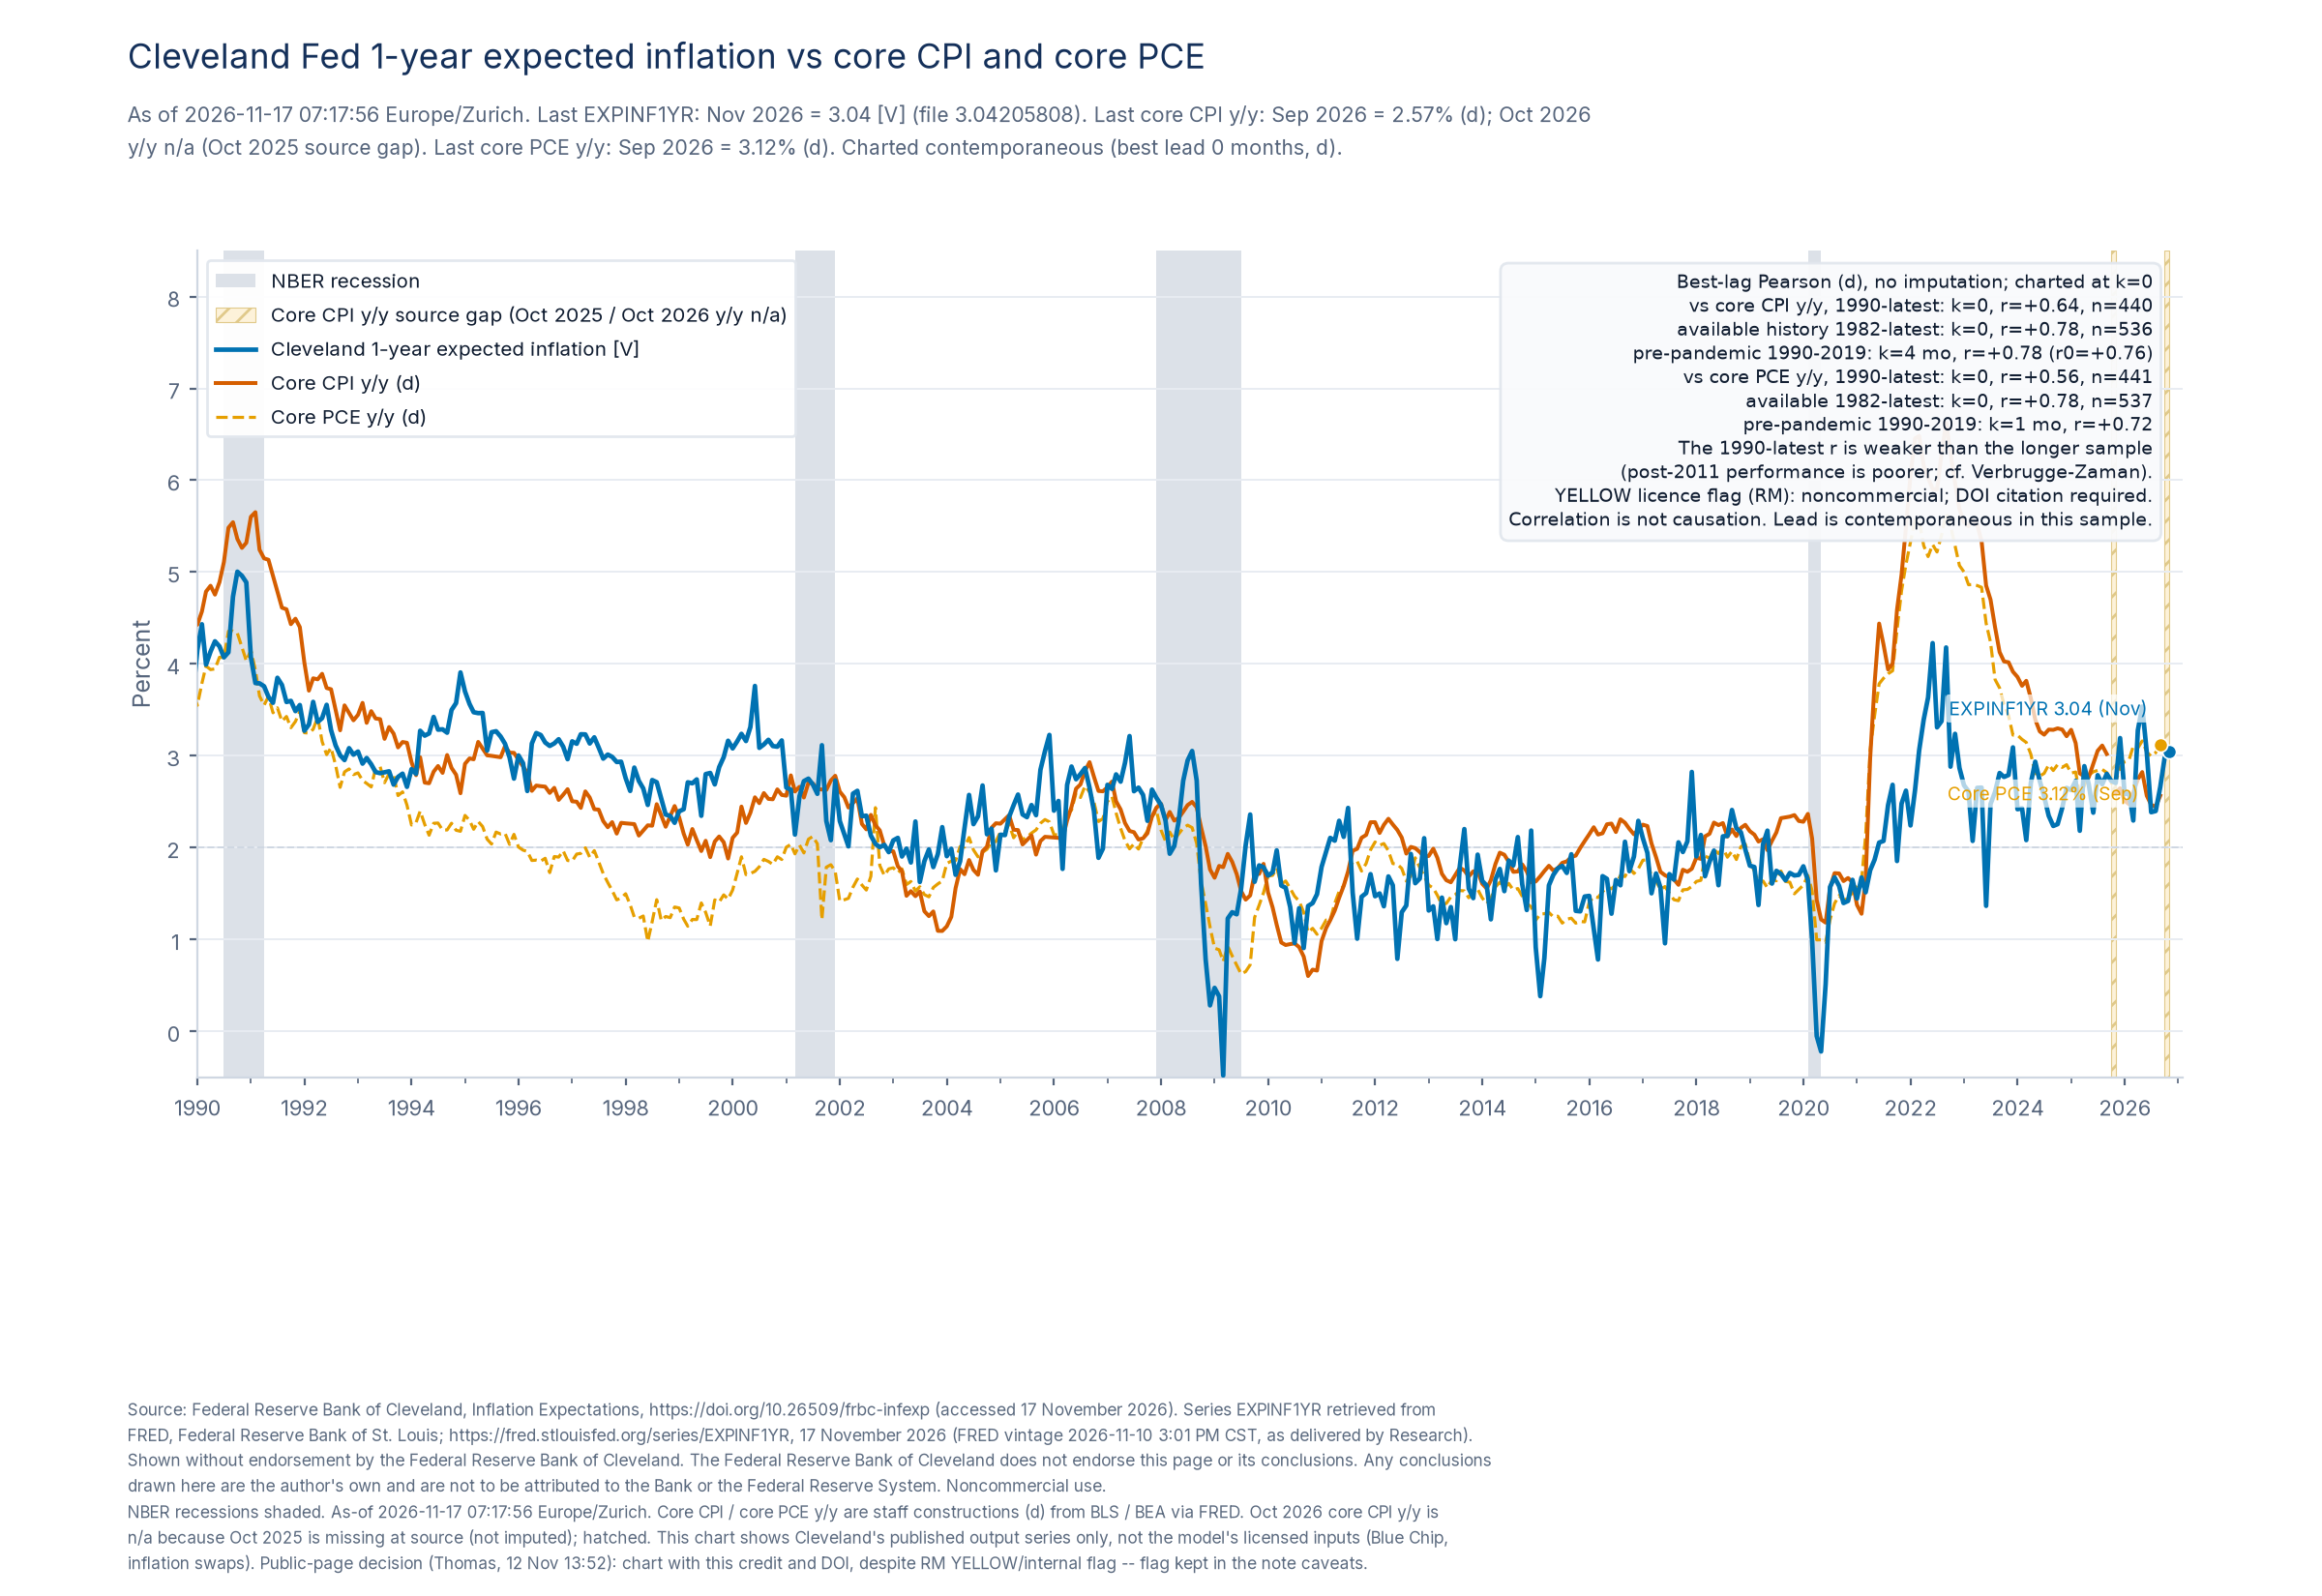 Cleveland Fed 1-year expected inflation vs core CPI and core PCE
As of 2026-11-17 07:17:56 Europe/Zurich. Last EXPINF1YR: Nov 2026 = 3.04 [V] (file 3.04205808). Last core CPI y/y: Sep 2026 = 2.57% (d); Oct 2026
y/y n/a (Oct 2025 source gap). Last core PCE y/y: Sep 2026 = 3.12% (d). Charted contemporaneous (best lead 0 months, d).
NBER recession
Core CPI y/y source gap (Oct 2025 / Oct 2026 y/y n/a)
Cleveland 1-year expected inflation [V]
Core CPI y/y (d)
Core PCE y/y (d)
Best-lag Pearson (d), no imputation; charted at k=0
vs core CPI y/y, 1990-latest: k=0, r=+0.64, n=440
available history 1982-latest: k=0, r=+0.78, n=536
pre-pandemic 1990-2019: k=4 mo, r=+0.78 (r0=+0.76)
vs core PCE y/y, 1990-latest: k=0, r=+0.56, n=441
available 1982-latest: k=0, r=+0.78, n=537
pre-pandemic 1990-2019: k=1 mo, r=+0.72
The 1990-latest r is weaker than the longer sample
(post-2011 performance is poorer; cf. Verbrugge-Zaman).
YELLOW licence flag (RM): noncommercial; DOI citation required.
Correlation is not causation. Lead is contemporaneous in this sample.
8
7
6
5
4
3
2
1
0
Percent
EXPINF1YR 3.04 (Nov)
Core PCE 3.12% (Sep)
1990 1992 1994 1996 1998 2000 2002 2004 2006 2008 2010 2012 2014 2016 2018 2020 2022 2024 2026
Source: Federal Reserve Bank of Cleveland, Inflation Expectations, https://doi.org/10.26509/frbc-infexp (accessed 17 November 2026). Series EXPINF1YR retrieved from
FRED, Federal Reserve Bank of St. Louis; https://fred.stlouisfed.org/series/EXPINF1YR, 17 November 2026 (FRED vintage 2026-11-10 3:01 PM CST, as delivered by Research).
Shown without endorsement by the Federal Reserve Bank of Cleveland. The Federal Reserve Bank of Cleveland does not endorse this page or its conclusions. Any conclusions
drawn here are the author's own and are not to be attributed to the Bank or the Federal Reserve System. Noncommercial use.
NBER recessions shaded. As-of 2026-11-17 07:17:56 Europe/Zurich. Core CPI / core PCE y/y are staff constructions (d) from BLS / BEA via FRED. Oct 2026 core CPI y/y is
n/a because Oct 2025 is missing at source (not imputed); hatched. This chart shows Cleveland's published output series only, not the model's licensed inputs (Blue Chip,
inflation swaps). Public-page decision (Thomas, 12 Nov 13:52): chart with this credit and DOI, despite RM YELLOW/internal flag -- flag kept in the note caveats.